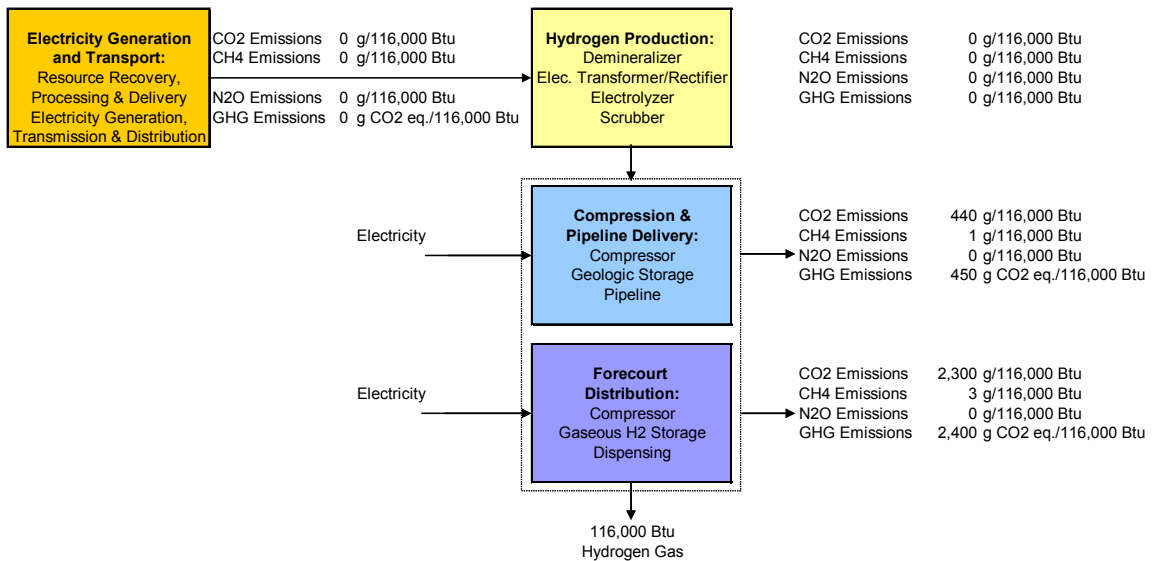 Electricity Generation
and Transport:
Resource Recovery,
Processing & Delivery
Electricity Generation,
Transmission & Distribution
CO2 Emissions 0 g/116,000 Btu
CH4 Emissions 0 g/116,000 Btu
N2O Emissions 0 g/116,000 Btu
GHG Emissions 0 g CO2 eq./116,000 Btu
Hydrogen Production:
Demineralizer
Elec. Transformer/Rectifier
Electrolyzer
Scrubber
CO2 Emissions 0 g/116,000 Btu
CH4 Emissions 0 g/116,000 Btu
N2O Emissions 0 g/116,000 Btu
GHG Emissions 0 g/116,000 Btu
Electricity
Compression &
Pipeline Delivery:
Compressor
Geologic Storage
Pipeline
CO2 Emissions 440 g/116,000 Btu
CH4 Emissions 1 g/116,000 Btu
N2O Emissions 0 g/116,000 Btu
GHG Emissions 450 g CO2 eq./116,000 Btu
Electricity
Forecourt
Distribution:
Compressor
Gaseous H2 Storage
Dispensing
CO2 Emissions 2,300 g/116,000 Btu
CH4 Emissions 3 g/116,000 Btu
N2O Emissions 0 g/116,000 Btu
GHG Emissions 2,400 g CO2 eq./116,000 Btu
116,000 Btu
Hydrogen Gas